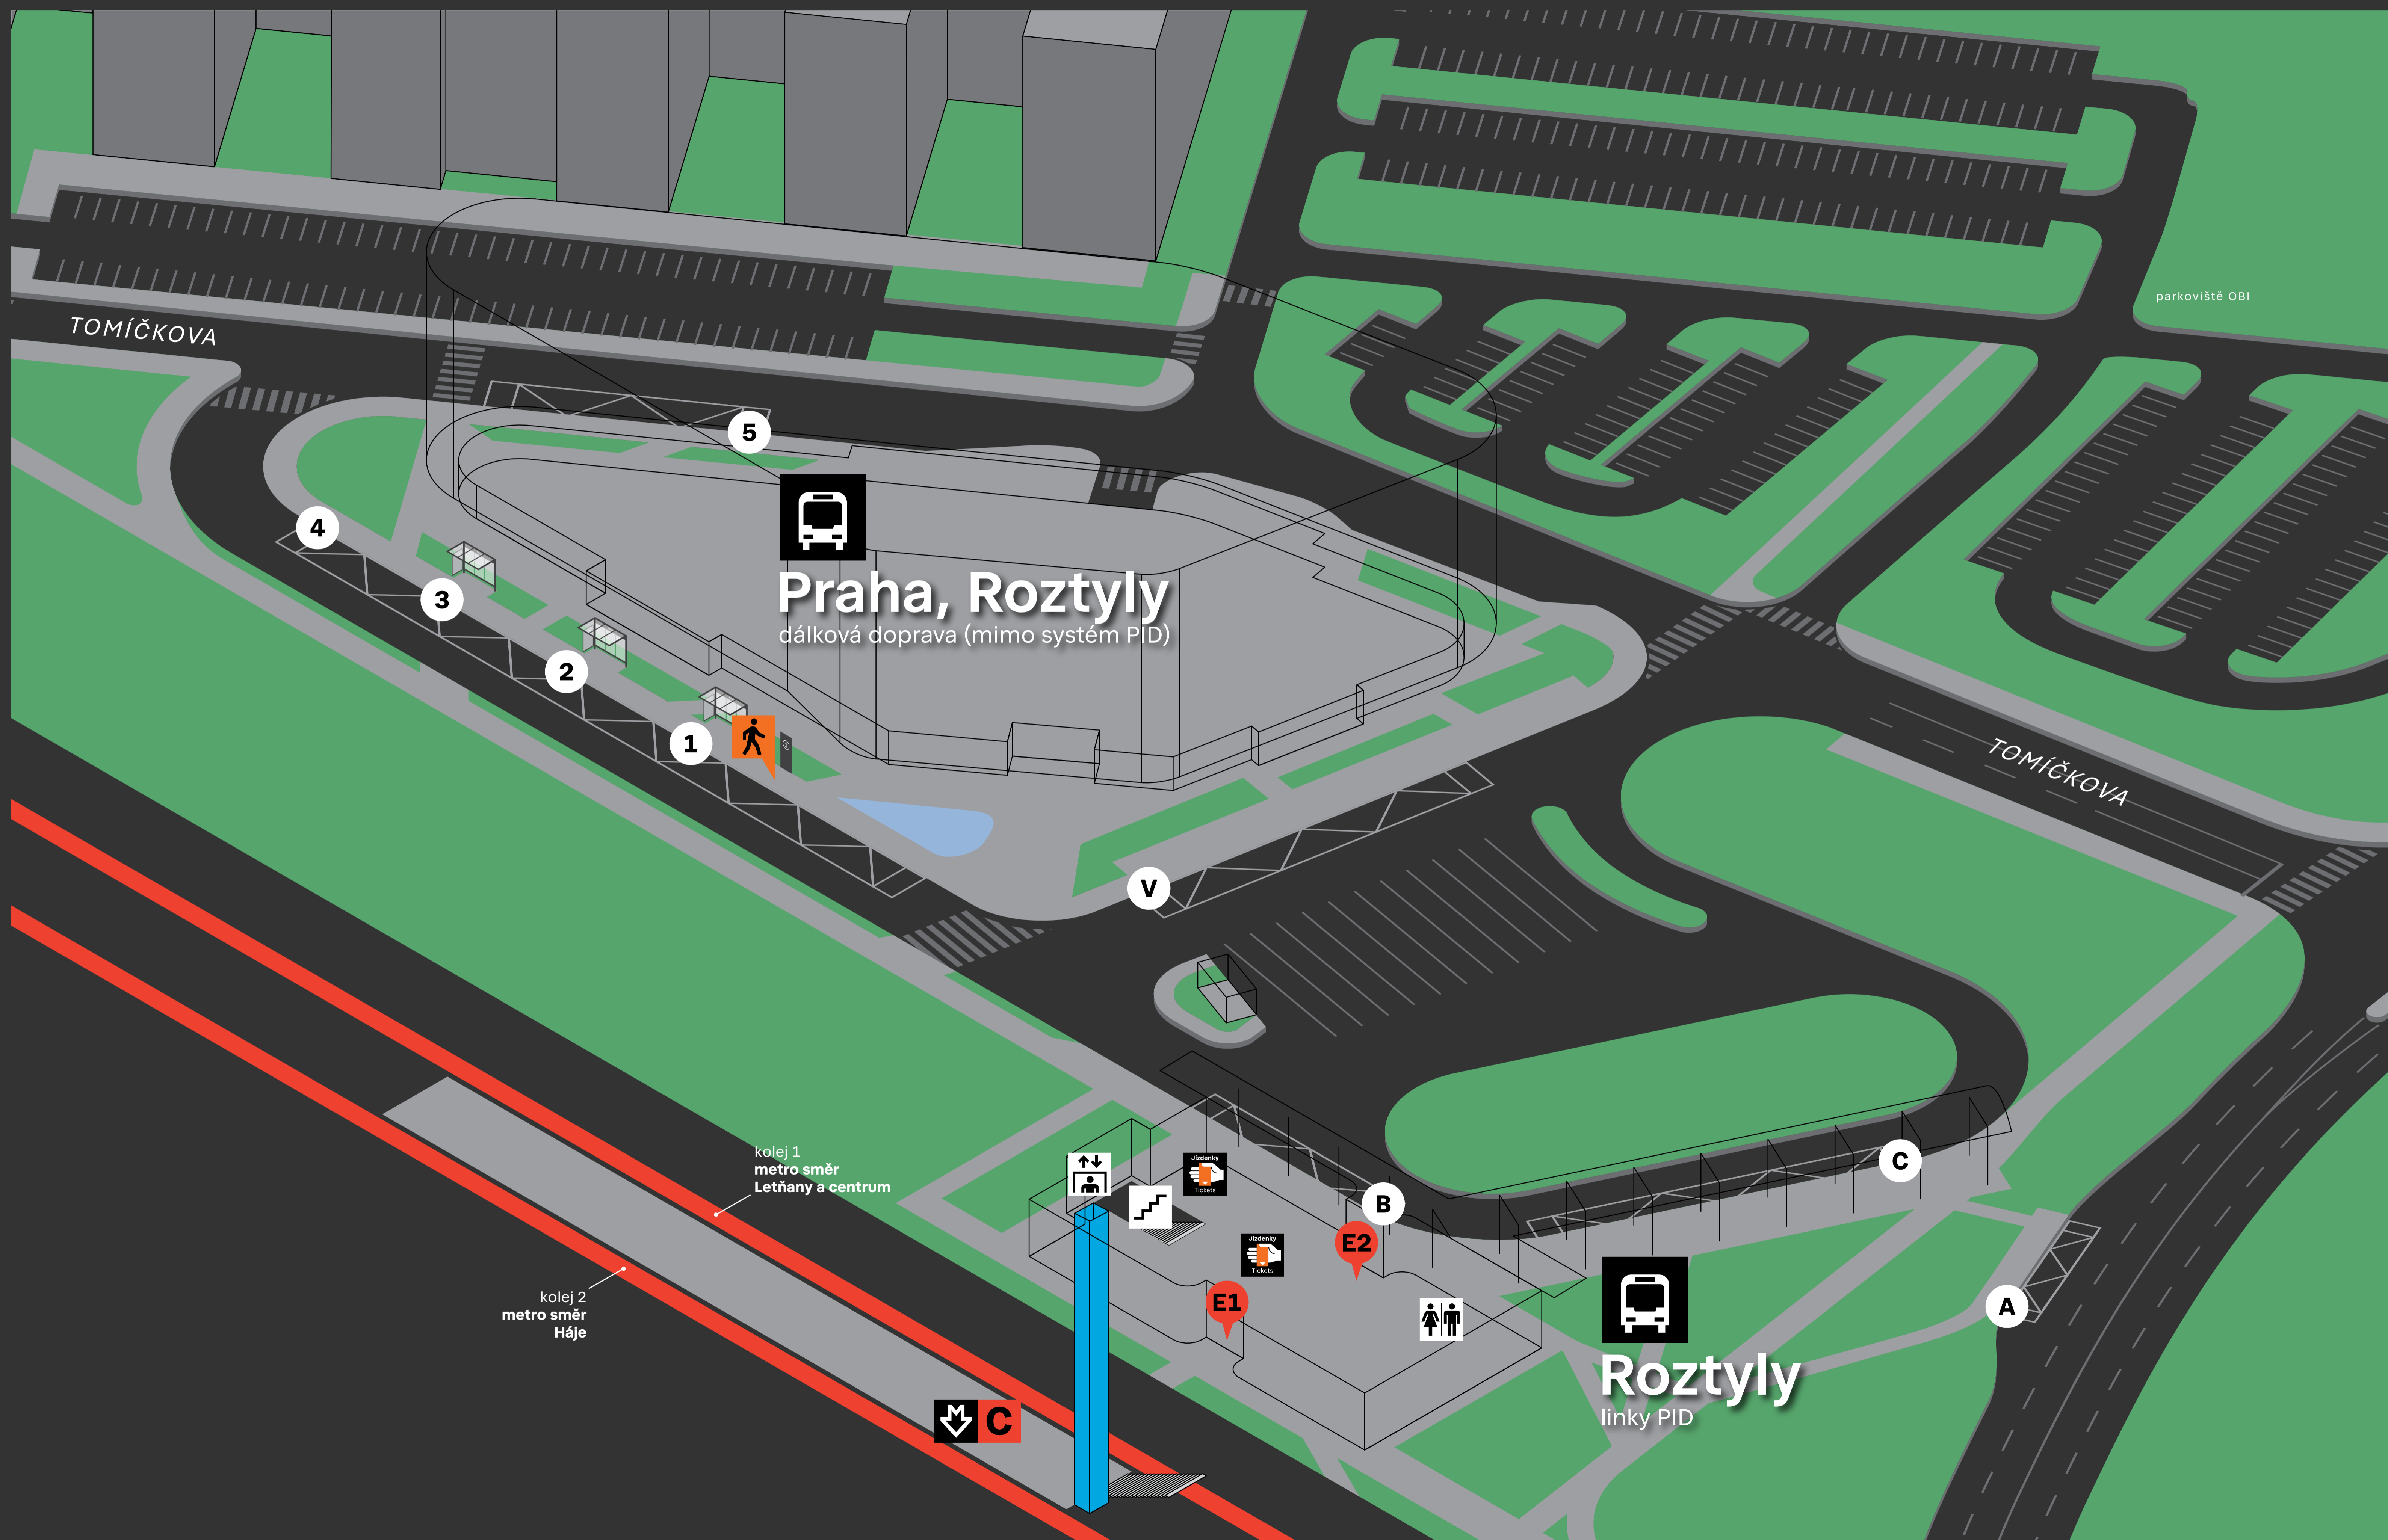 parkoviště OBI
TOMÍČKOVA
5
4
Praha, Roztyly
dálková doprava (mimo systém PID)
3
2
1
TOMÍČKOVA
V
kolej 1
metro směr
Letňany a centrum
Jízdenky
Tickets
C
B
E2
Jízdenky
Tickets
kolej 2
metro směr
Háje
E1
A
Roztyly
linky PID
C